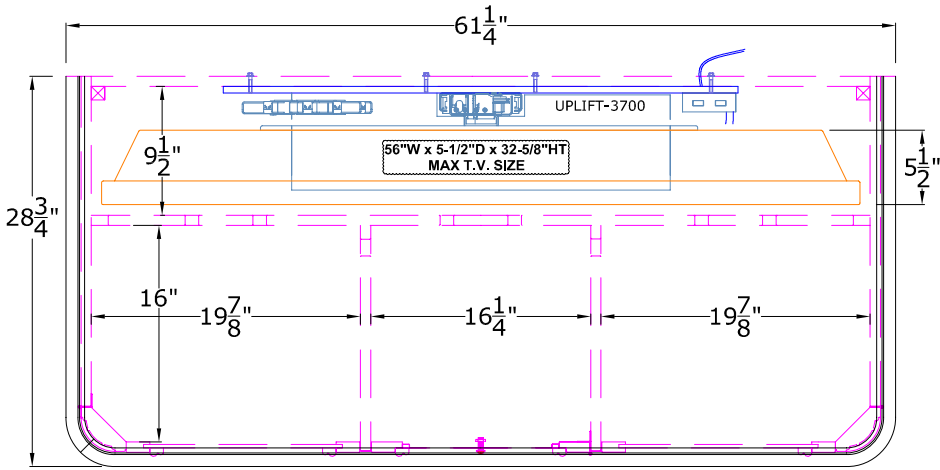 61 1/4"
UPLIFT-3700
56"W x 5-1/2"D x 32-5/8"HT
MAX T.V. SIZE
9 1/2"
5 1/2"
28 3/4"
16"
19 7/8"
16 1/4"
19 7/8"